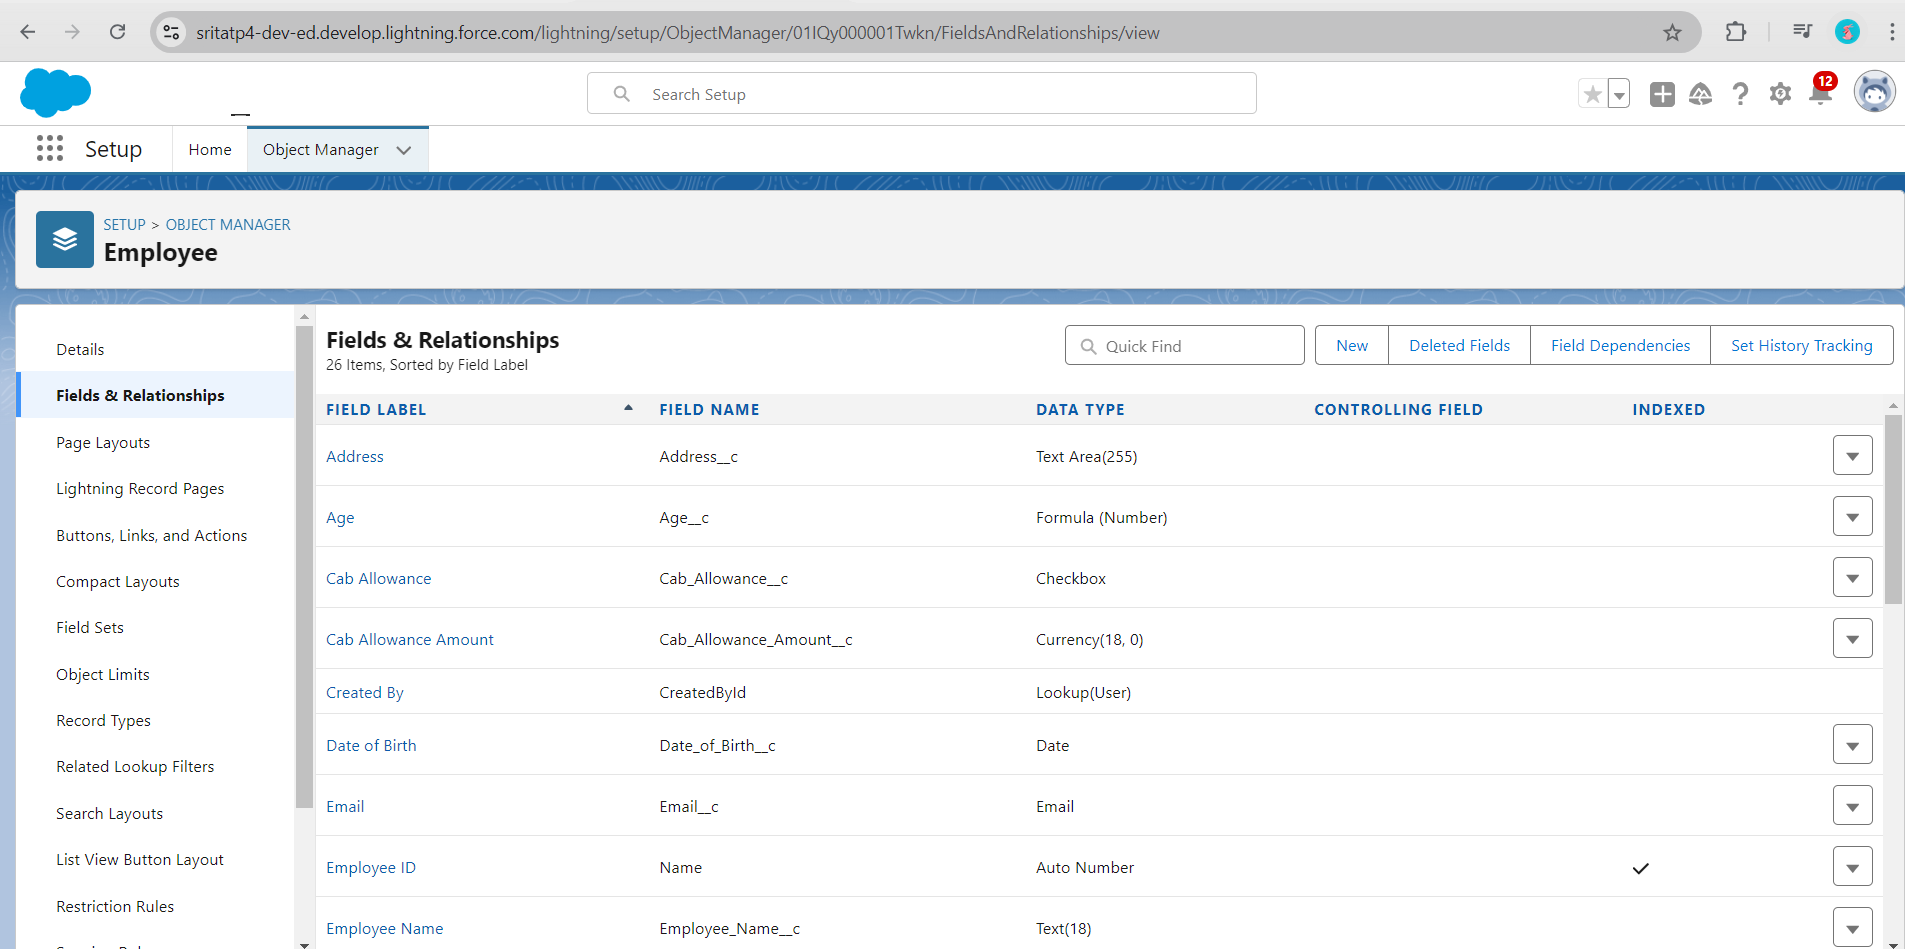 sritatp4-dev-ed.develop.lightning.force.com/lightning/setup/ObjectManager/01IQy000001Twkn/FieldsAndRelationships/view
Search Setup
12
Setup
Home
Object Manager
SETUP > OBJECT MANAGER
Employee
Details
Fields & Relationships
Page Layouts
Lightning Record Pages
Buttons, Links, and Actions
Compact Layouts
Field Sets
Object Limits
Record Types
Related Lookup Filters
Search Layouts
List View Button Layout
Restriction Rules
Fields & Relationships
26 Items, Sorted by Field Label
Quick Find
New
Deleted Fields
Field Dependencies
Set History Tracking
FIELD LABEL FIELD NAME DATA TYPE CONTROLLING FIELD INDEXED
Address Address__c Text Area(255)
Age Age__c Formula (Number)
Cab Allowance Cab_Allowance__c Checkbox
Cab Allowance Amount Cab_Allowance_Amount__c Currency(18, 0)
Created By CreatedById Lookup(User)
Date of Birth Date_of_Birth__c Date
Email Email__c Email
Employee ID Name Auto Number
Employee Name Employee_Name__c Text(18)